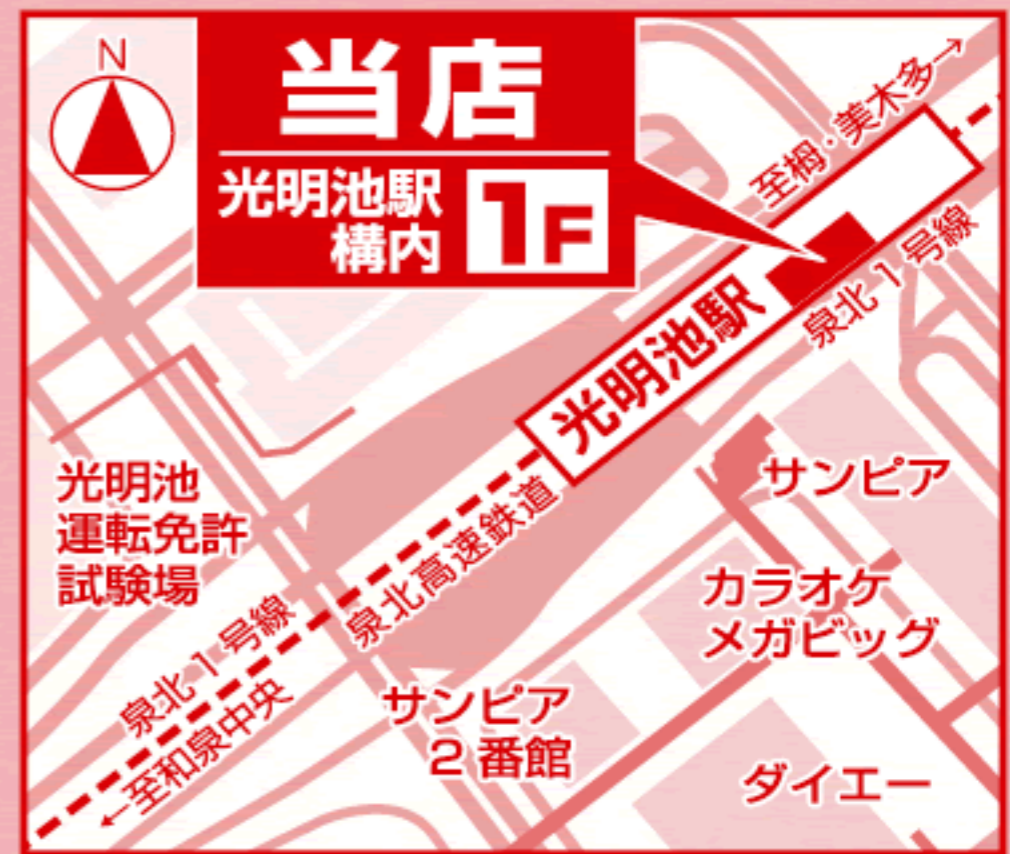 N
当店
光明池駅
構内
1F
至栂・美木多→
光明池駅
泉北1号線
サンピア
光明池
運転免許
試験場
泉北高速鉄道
カラオケ
メガビッグ
泉北1号線
←至和泉中央
サンピア
2番館
ダイエー